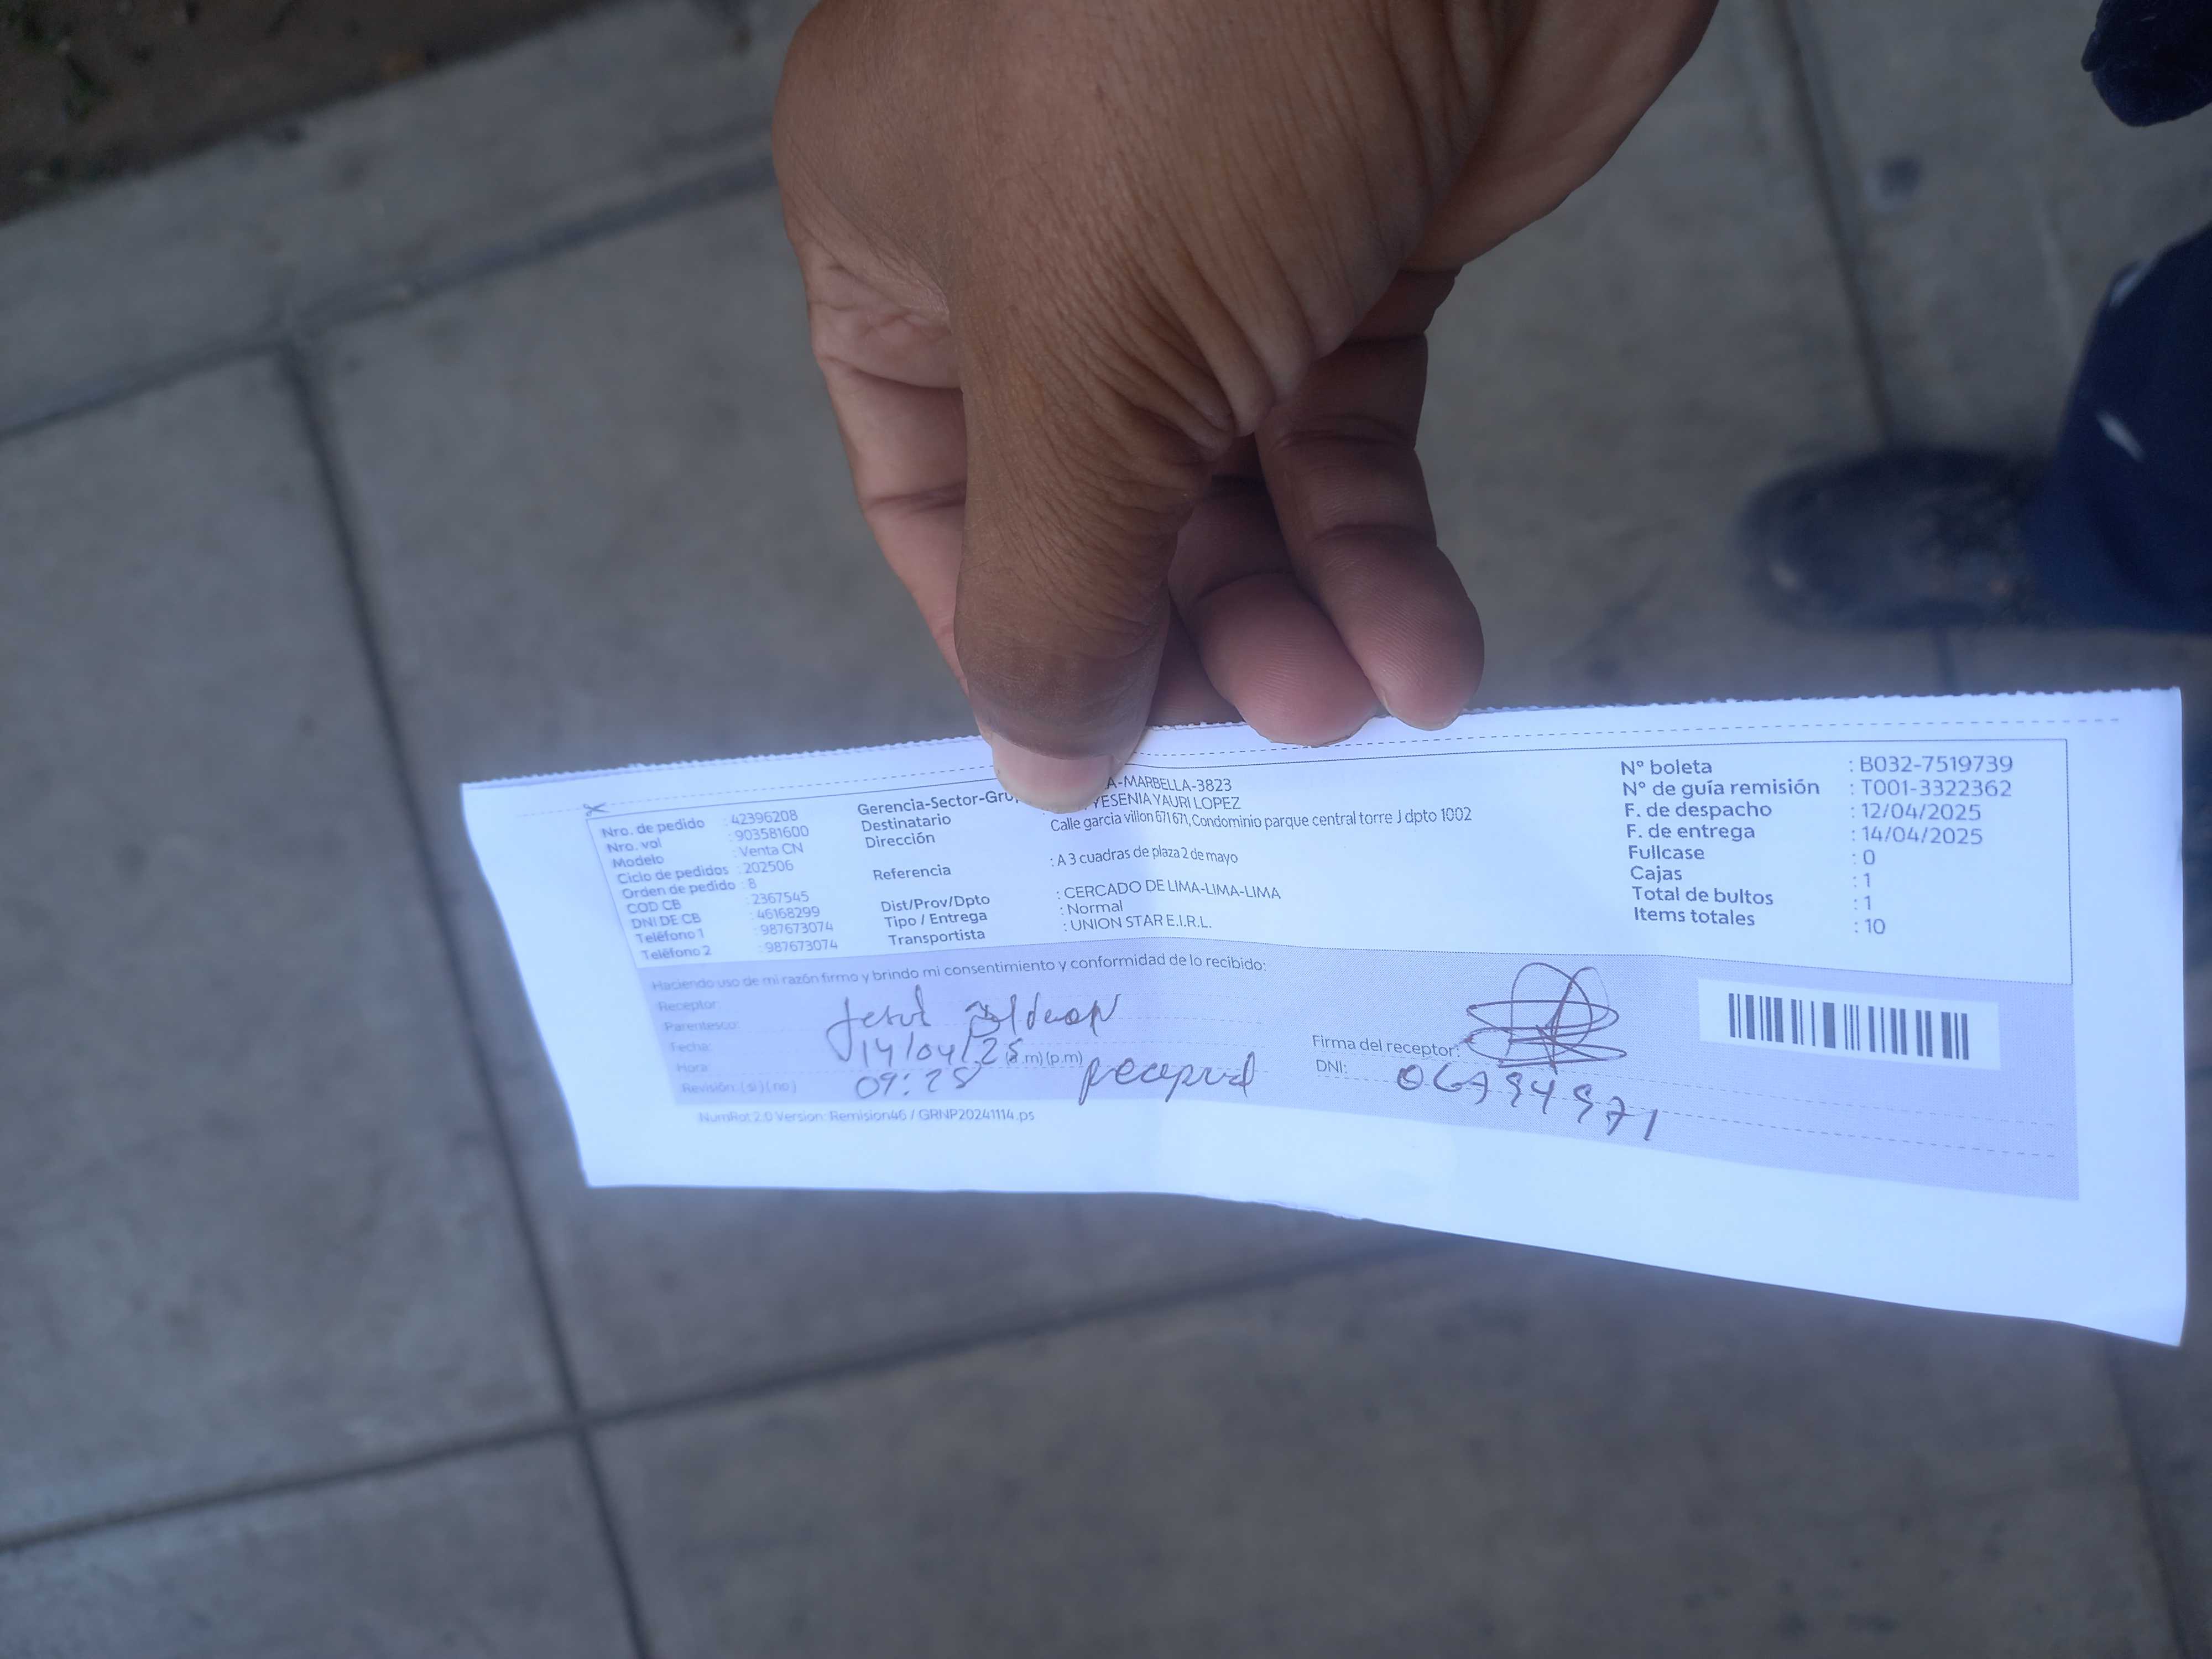 Nro. de pedido : 42396208
Nro. vol : 903581600
Modelo : Venta CN
Ciclo de pedidos : 202506
Orden de pedido : 8
COD CB : 2367545
DNI DE CB : 46168299
Teléfono 1 : 987673074
Teléfono 2 : 987673074
Gerencia-Sector-Gru A-MARBELLA-3823
Destinatario YESENIA YAURI LOPEZ
Dirección Calle garcia villon 671 671, Condominio parque central torre J dpto 1002
Referencia : A 3 cuadras de plaza 2 de mayo
Dist/Prov/Dpto : CERCADO DE LIMA-LIMA-LIMA
Tipo / Entrega : Normal
Transportista : UNION STAR E.I.R.L.
N° boleta : B032-7519739
N° de guía remisión : T001-3322362
F. de despacho : 12/04/2025
F. de entrega : 14/04/2025
Fullcase : 0
Cajas : 1
Total de bultos : 1
Items totales : 10
Haciendo uso de mi razón firmo y brindo mi consentimiento y conformidad de lo recibido:
Receptor:
Parentesco:
Fecha: 14/04/25
Hora: (a.m) (p.m)
Revisión: (si) (no)
Firma del receptor:
DNI:
NumRot 2.0 Version: Remision46 / GRNP20241114.ps